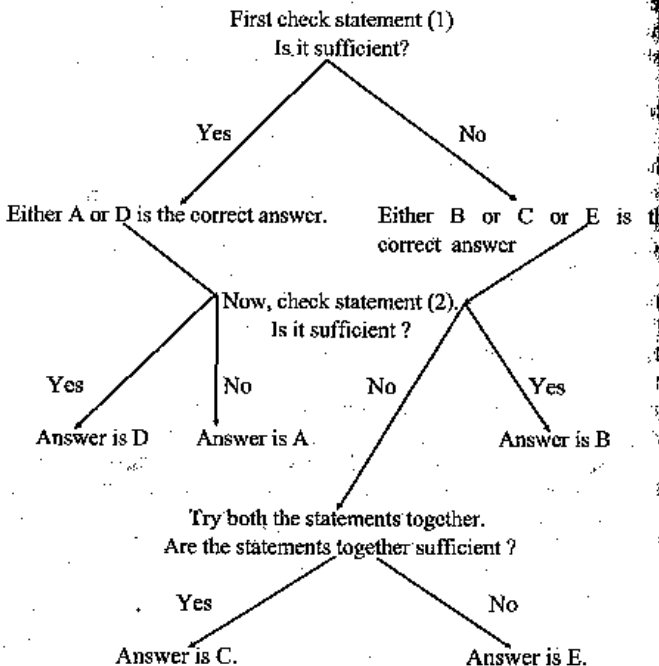 First check statement (1)
Is it sufficient?
Yes
No
Either A or D is the correct answer.
Either B or C or E is
correct answer
Now, check statement (2).
Is it sufficient ?
Yes
No
No
Yes
Answer is D
Answer is A
Answer is B
Try both the statements together.
Are the statements together sufficient ?
Yes
No
Answer is C.
Answer is E.